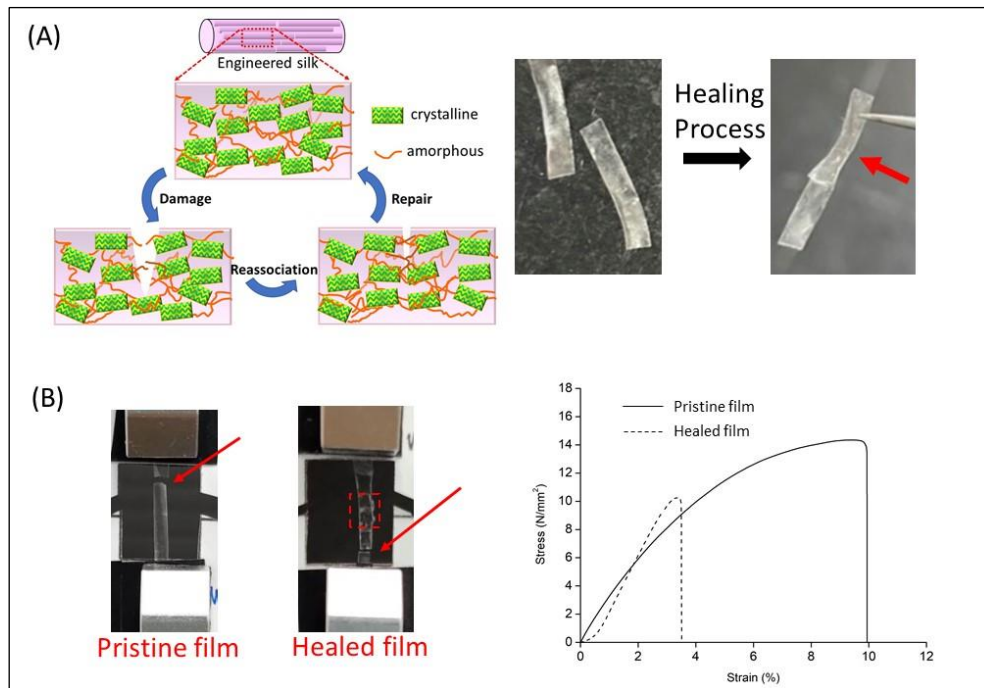 (A)
Engineered silk
crystalline
amorphous
Damage
Repair
Reassociation
Healing
Process
(B)
Pristine film
Healed film
18
16
14
12
10
8
6
4
2
0
Stress (N/mm²)
Pristine film
Healed film
0 2 4 6 8 10 12
Strain (%)